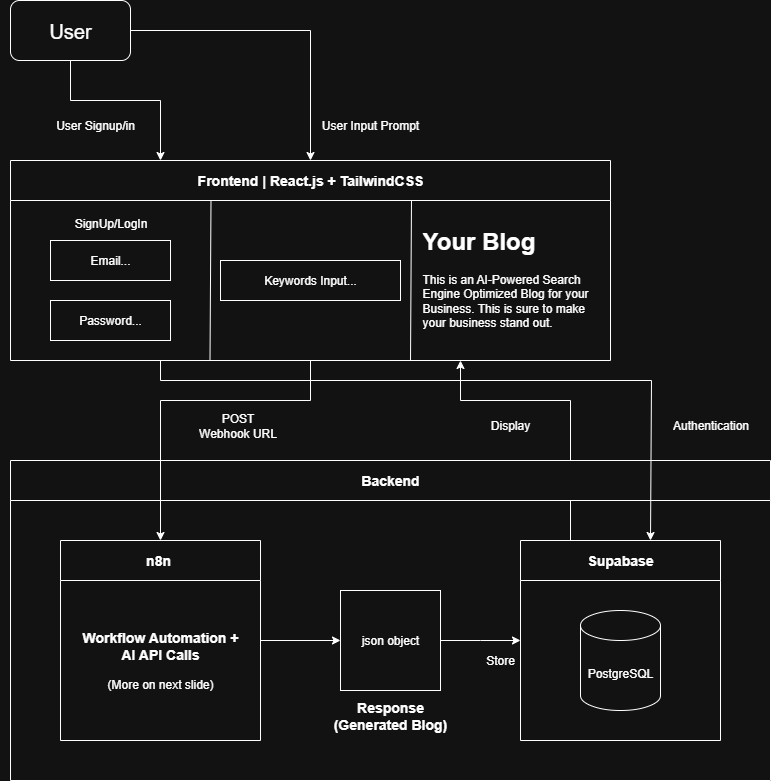 User
User Signup/in
User Input Prompt
Frontend | React.js + TailwindCSS
SignUp/LogIn
Email...
Password...
Keywords Input...
Your Blog
This is an AI-Powered Search
Engine Optimized Blog for your
Business. This is sure to make
your business stand out.
POST
Webhook URL
Display
Authentication
Backend
n8n
Workflow Automation +
AI API Calls
(More on next slide)
json object
Response
(Generated Blog)
Store
Supabase
PostgreSQL